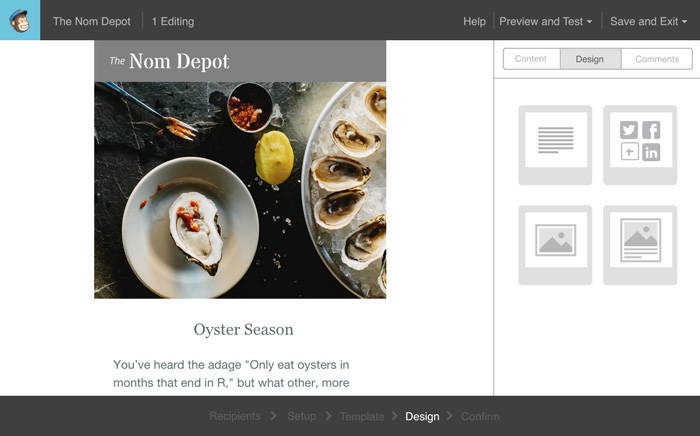 The Nom Depot
1 Editing
Help
Preview and Test
Save and Exit
The Nom Depot
Content
Design
Comments
Oyster Season
You've heard the adage "Only eat oysters in
months that end in R," but what other, more
Recipients
Setup
Template
Design
Confirm